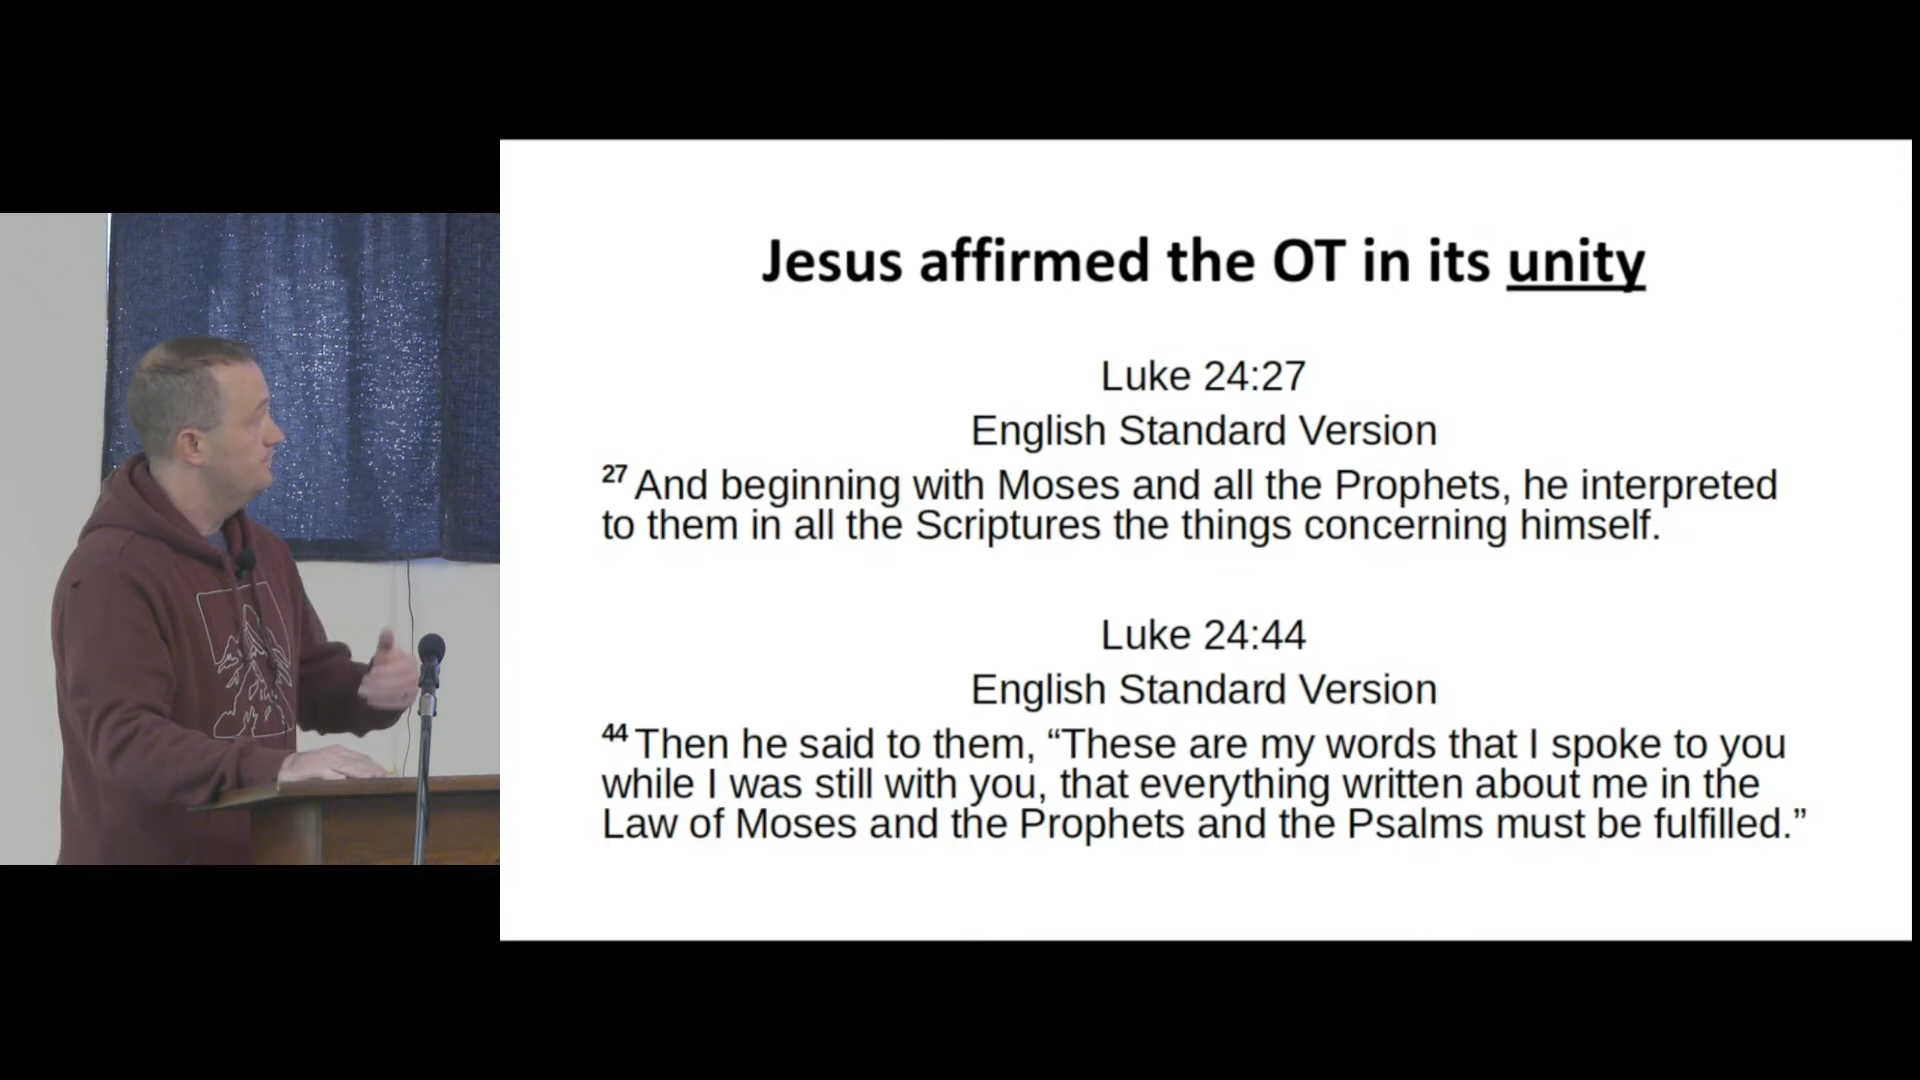 Jesus affirmed the OT in its unity
Luke 24:27
English Standard Version
27 And beginning with Moses and all the Prophets, he interpreted
to them in all the Scriptures the things concerning himself.
Luke 24:44
English Standard Version
44 Then he said to them, “These are my words that I spoke to you
while I was still with you, that everything written about me in the
Law of Moses and the Prophets and the Psalms must be fulfilled.”